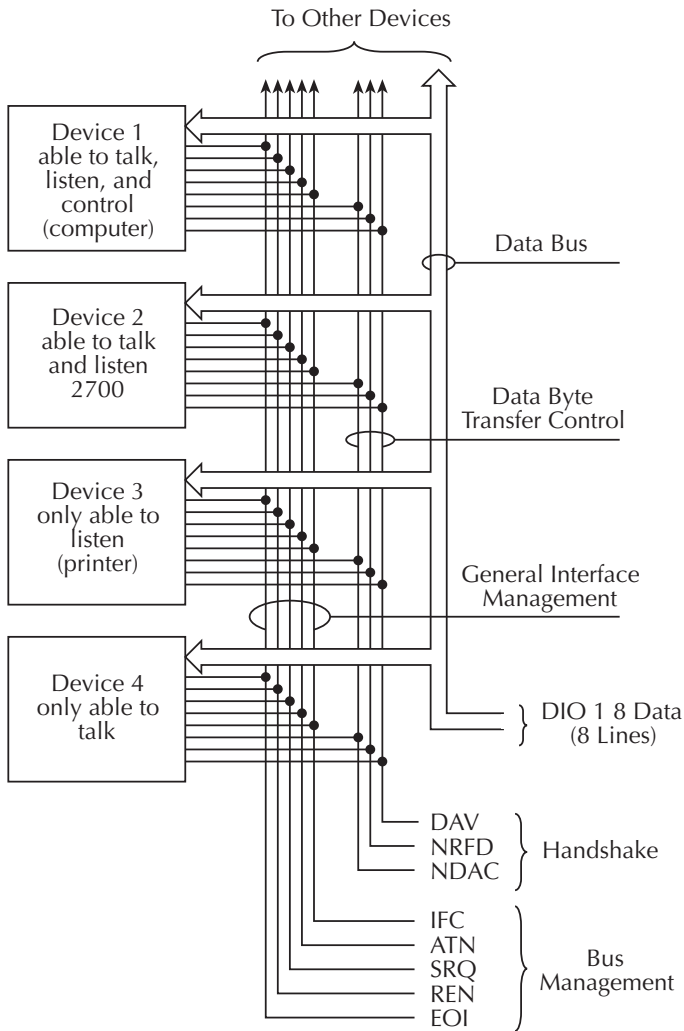 To Other Devices
Device 1
able to talk,
listen, and
control
(computer)
Data Bus
Device 2
able to talk
and listen
2700
Data Byte
Transfer Control
Device 3
only able to
listen
(printer)
General Interface
Management
Device 4
only able to
talk
DIO 1 8 Data
(8 Lines)
DAV
NRFD
NDAC
Handshake
IFC
ATN
SRQ
REN
EOI
Bus
Management